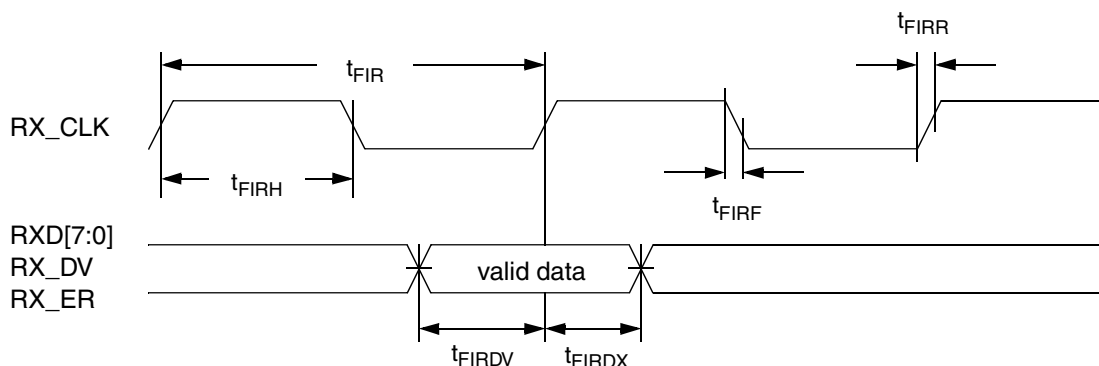 tFIRR
tFIR
RX_CLK
tFIRH
tFIRF
RXD[7:0]
RX_DV
valid data
RX_ER
tFIRDV
tFIRDX